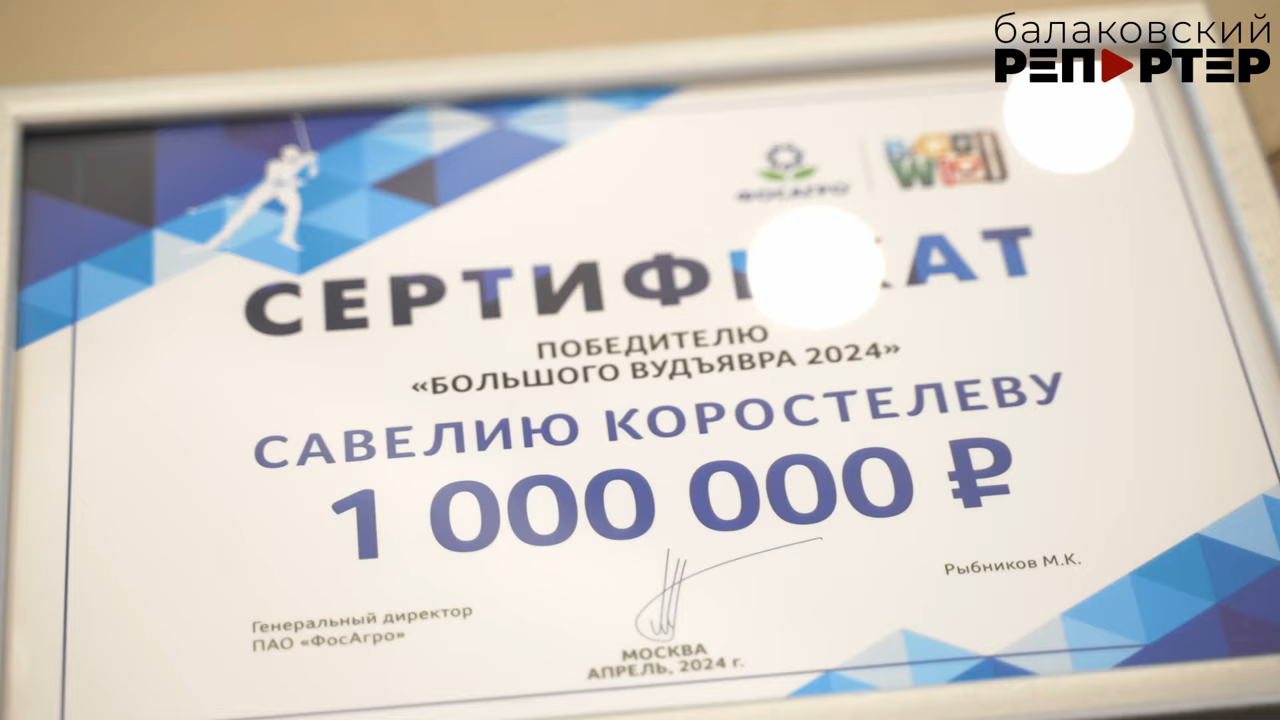 балаковский
РЕПОРТЕР
ФОСАГРО
СЕРТИФИКАТ
ПОБЕДИТЕЛЮ
«БОЛЬШОГО ВУДЪЯВРА 2024»
САВЕЛИЮ КОРОСТЕЛЕВУ
1 000 000 ₽
Генеральный директор
ПАО «ФосАгро»
Рыбников М.К.
МОСКВА
АПРЕЛЬ, 2024 г.